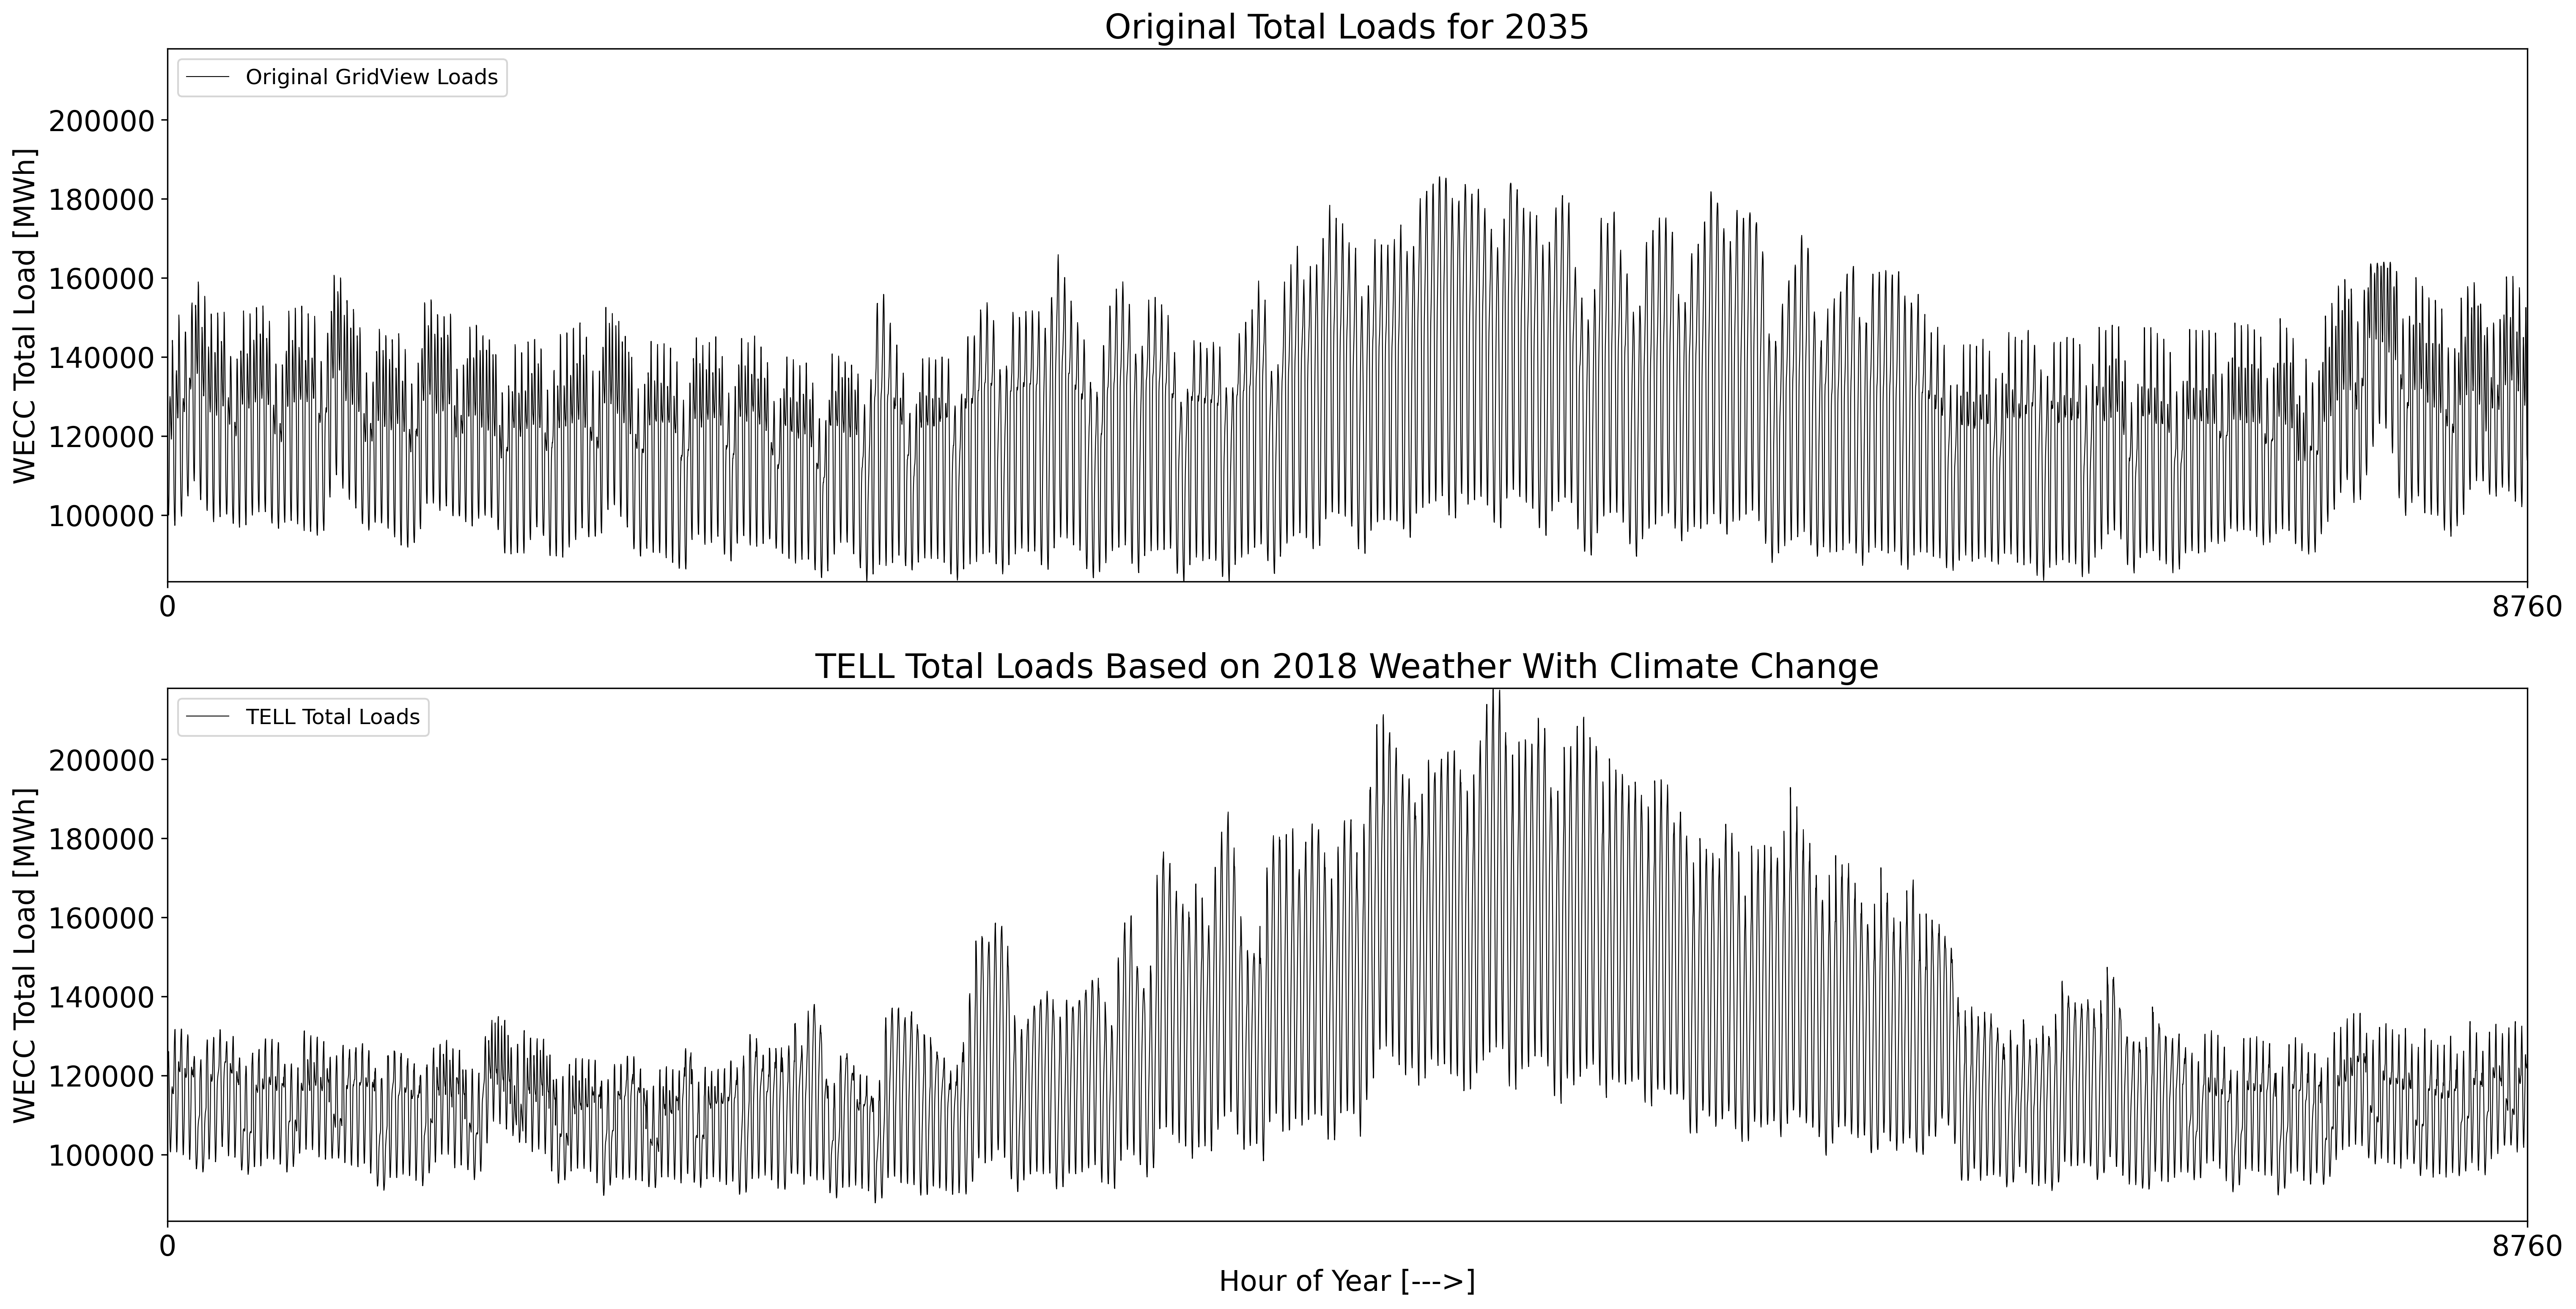 Original Total Loads for 2035
Original GridView Loads
WECC Total Load [MWh]
200000
180000
160000
140000
120000
100000
0
8760
TELL Total Loads Based on 2018 Weather With Climate Change
TELL Total Loads
WECC Total Load [MWh]
200000
180000
160000
140000
120000
100000
0
8760
Hour of Year [--->]